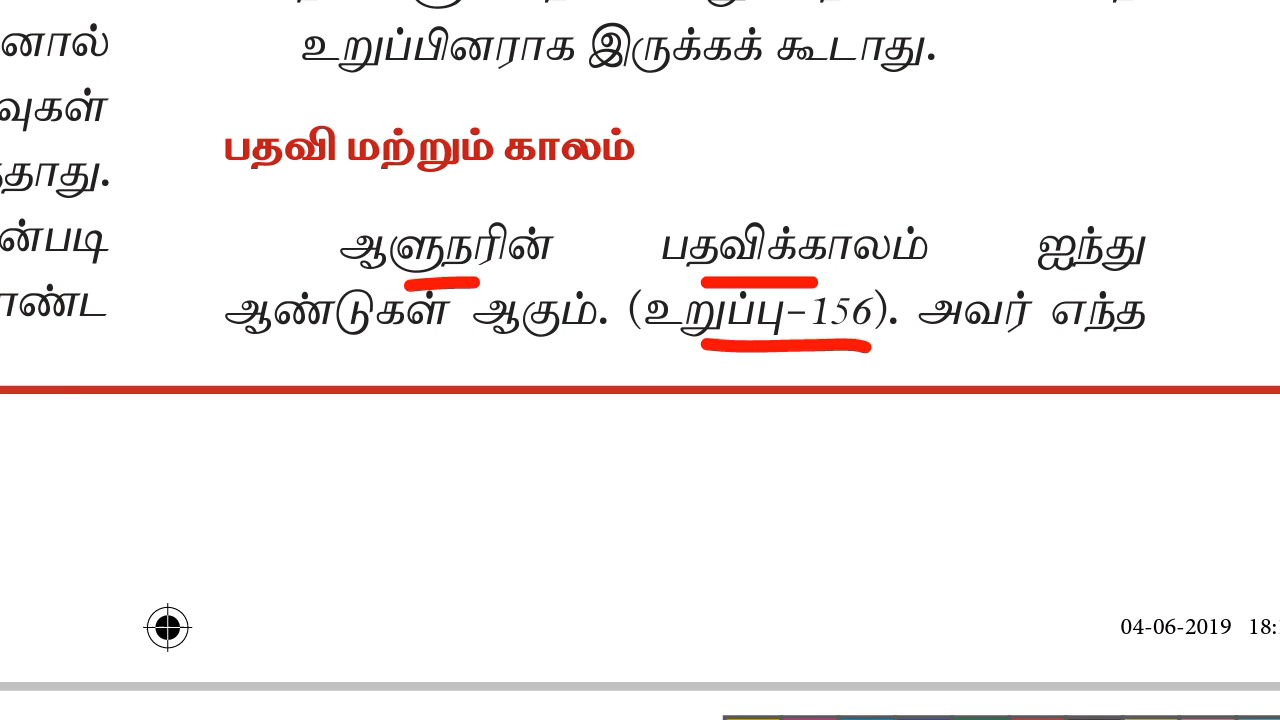 னால்
வுகள்
தாது.
ன்படி
ாண்ட
உறுப்பினராக இருக்கக் கூடாது.
பதவி மற்றும் காலம்
ஆளுநரின் பதவிக்காலம் ஐந்து
ஆண்டுகள் ஆகும். (உறுப்பு-156). அவர் எந்த
04-06-2019 18: